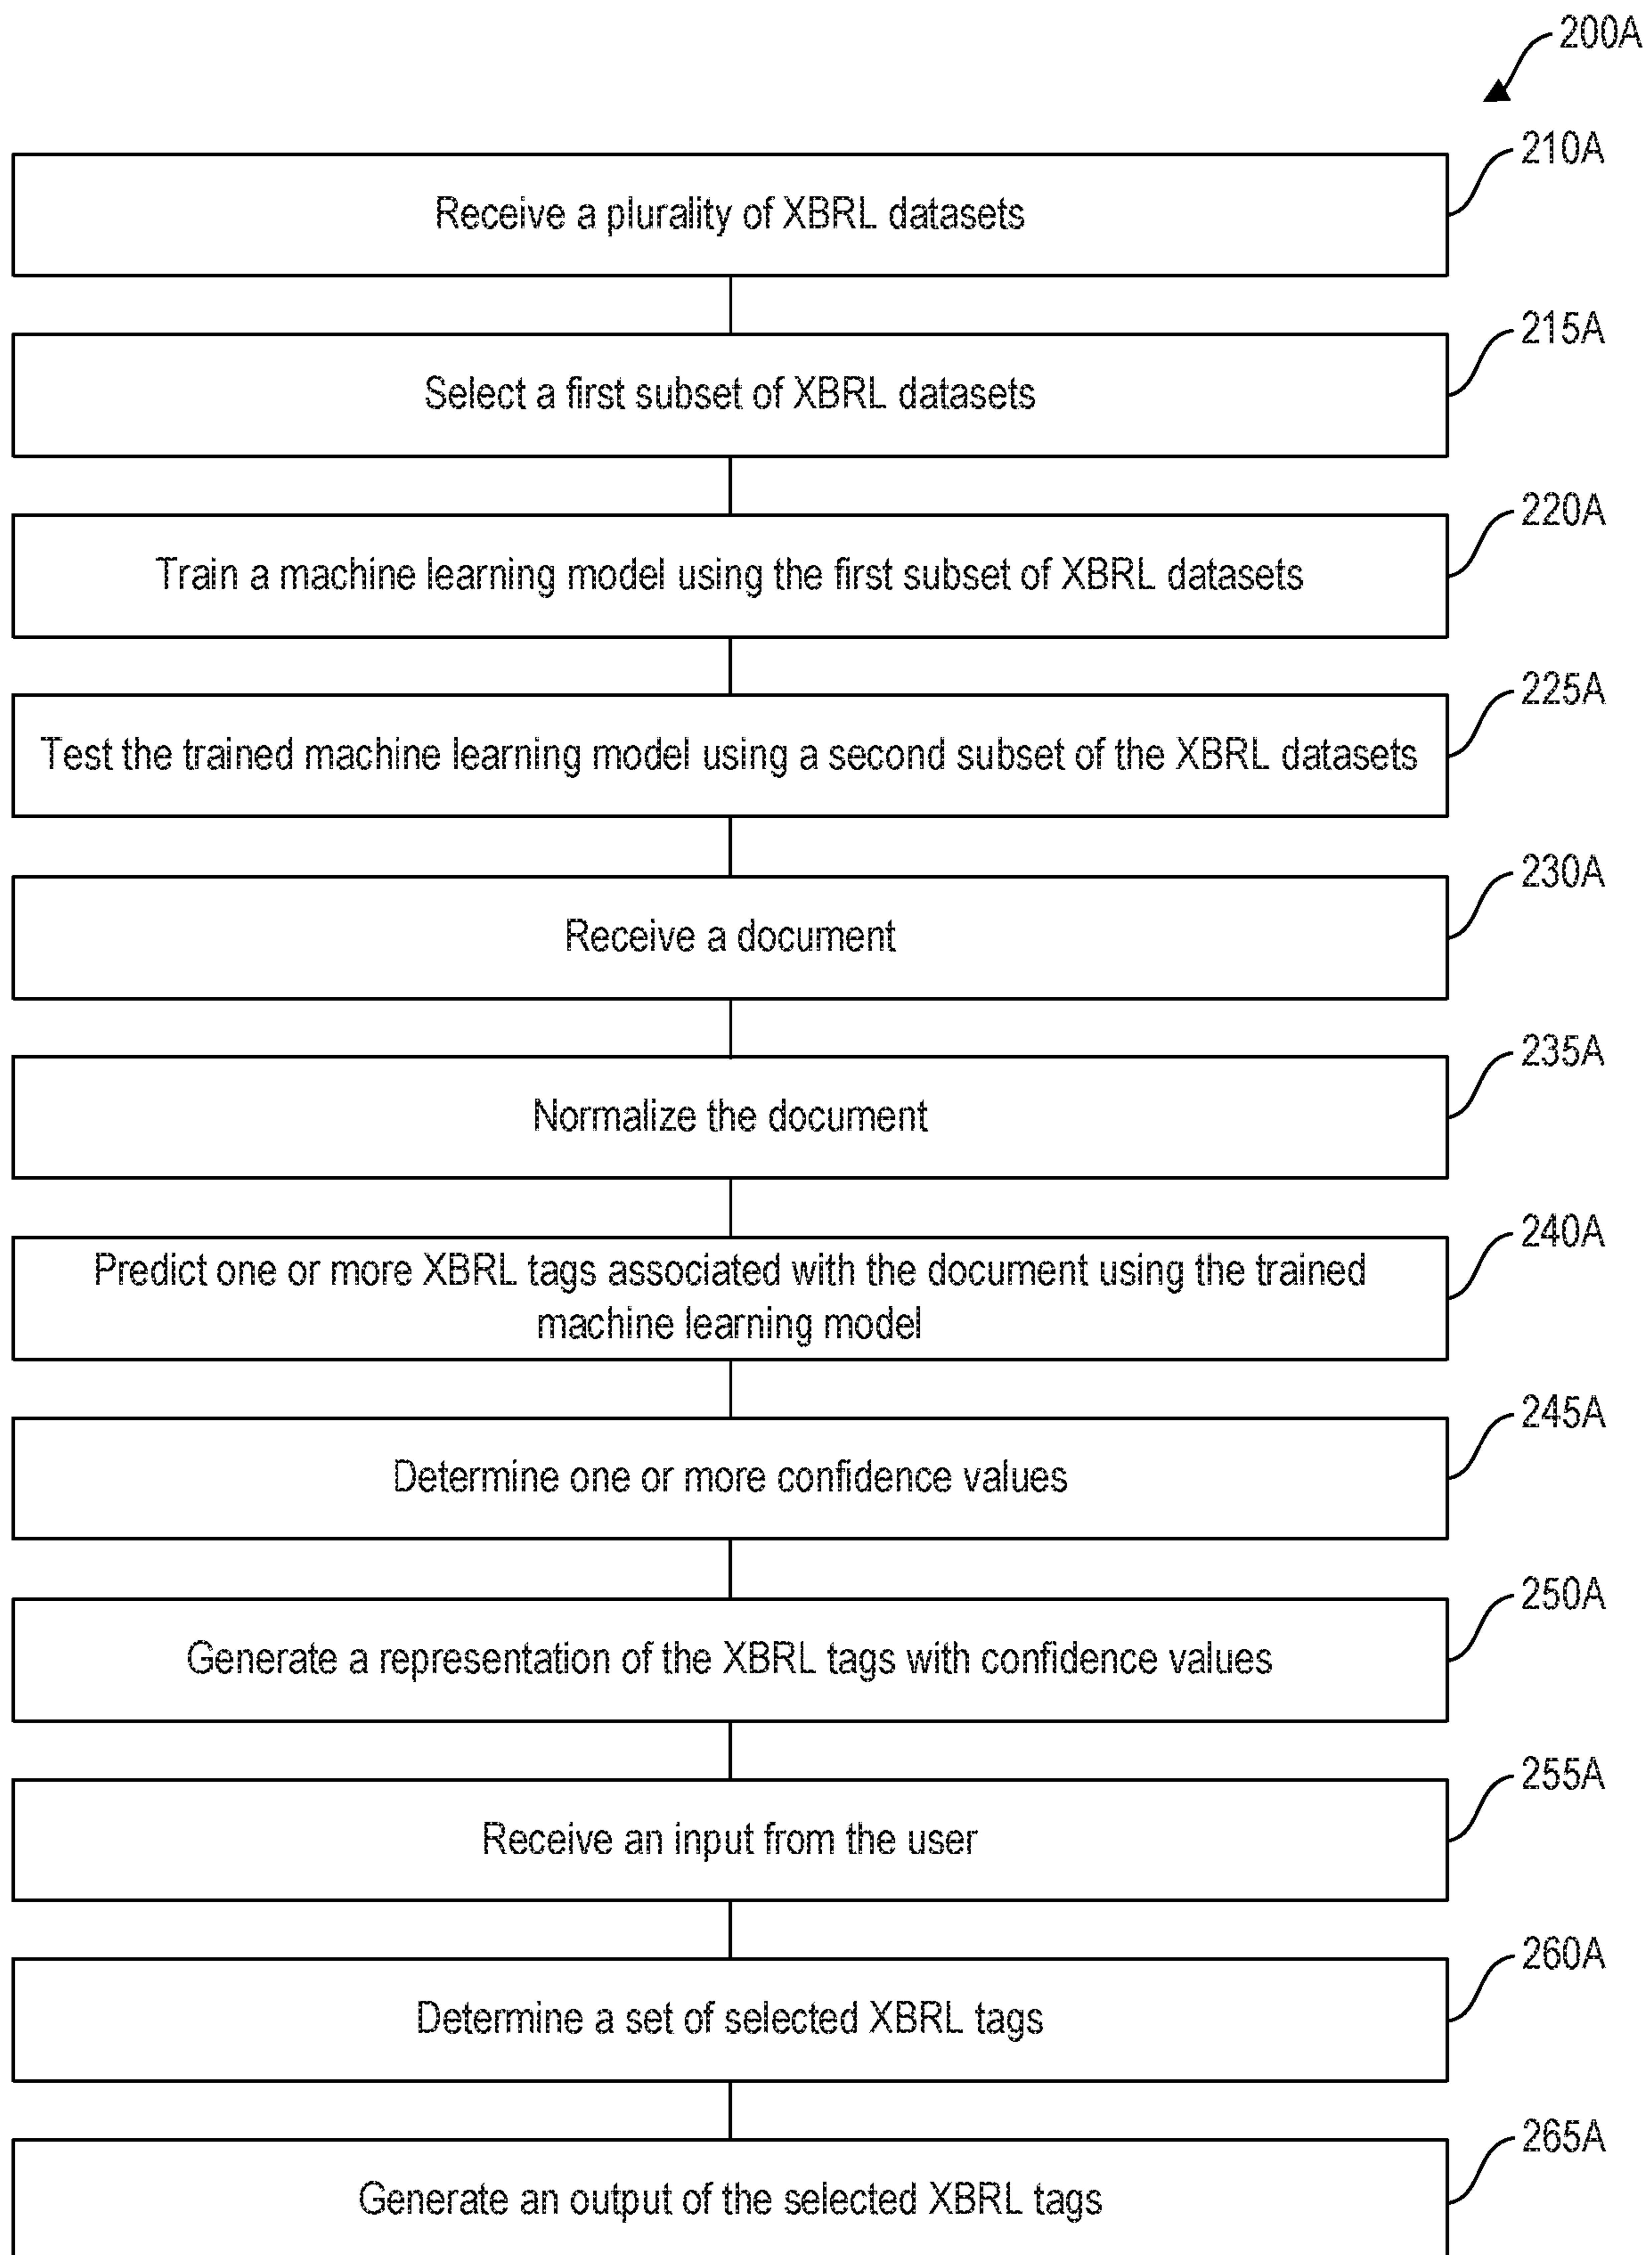 200A
210A
Receive a plurality of XBRL datasets
215A
Select a first subset of XBRL datasets
220A
Train a machine learning model using the first subset of XBRL datasets
225A
Test the trained machine learning model using a second subset of the XBRL datasets
230A
Receive a document
235A
Normalize the document
240A
Predict one or more XBRL tags associated with the document using the trained
machine learning model
245A
Determine one or more confidence values
250A
Generate a representation of the XBRL tags with confidence values
255A
Receive an input from the user
260A
Determine a set of selected XBRL tags
265A
Generate an output of the selected XBRL tags